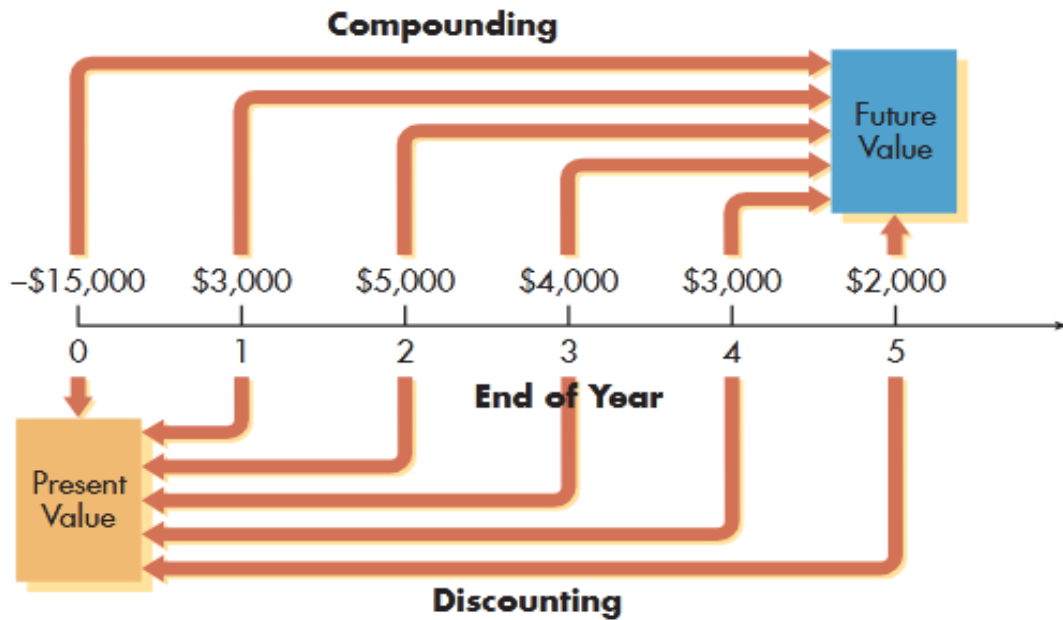 Compounding
Future
Value
–$15,000 $3,000 $5,000 $4,000 $3,000 $2,000
0 1 2 3 4 5
End of Year
Present
Value
Discounting